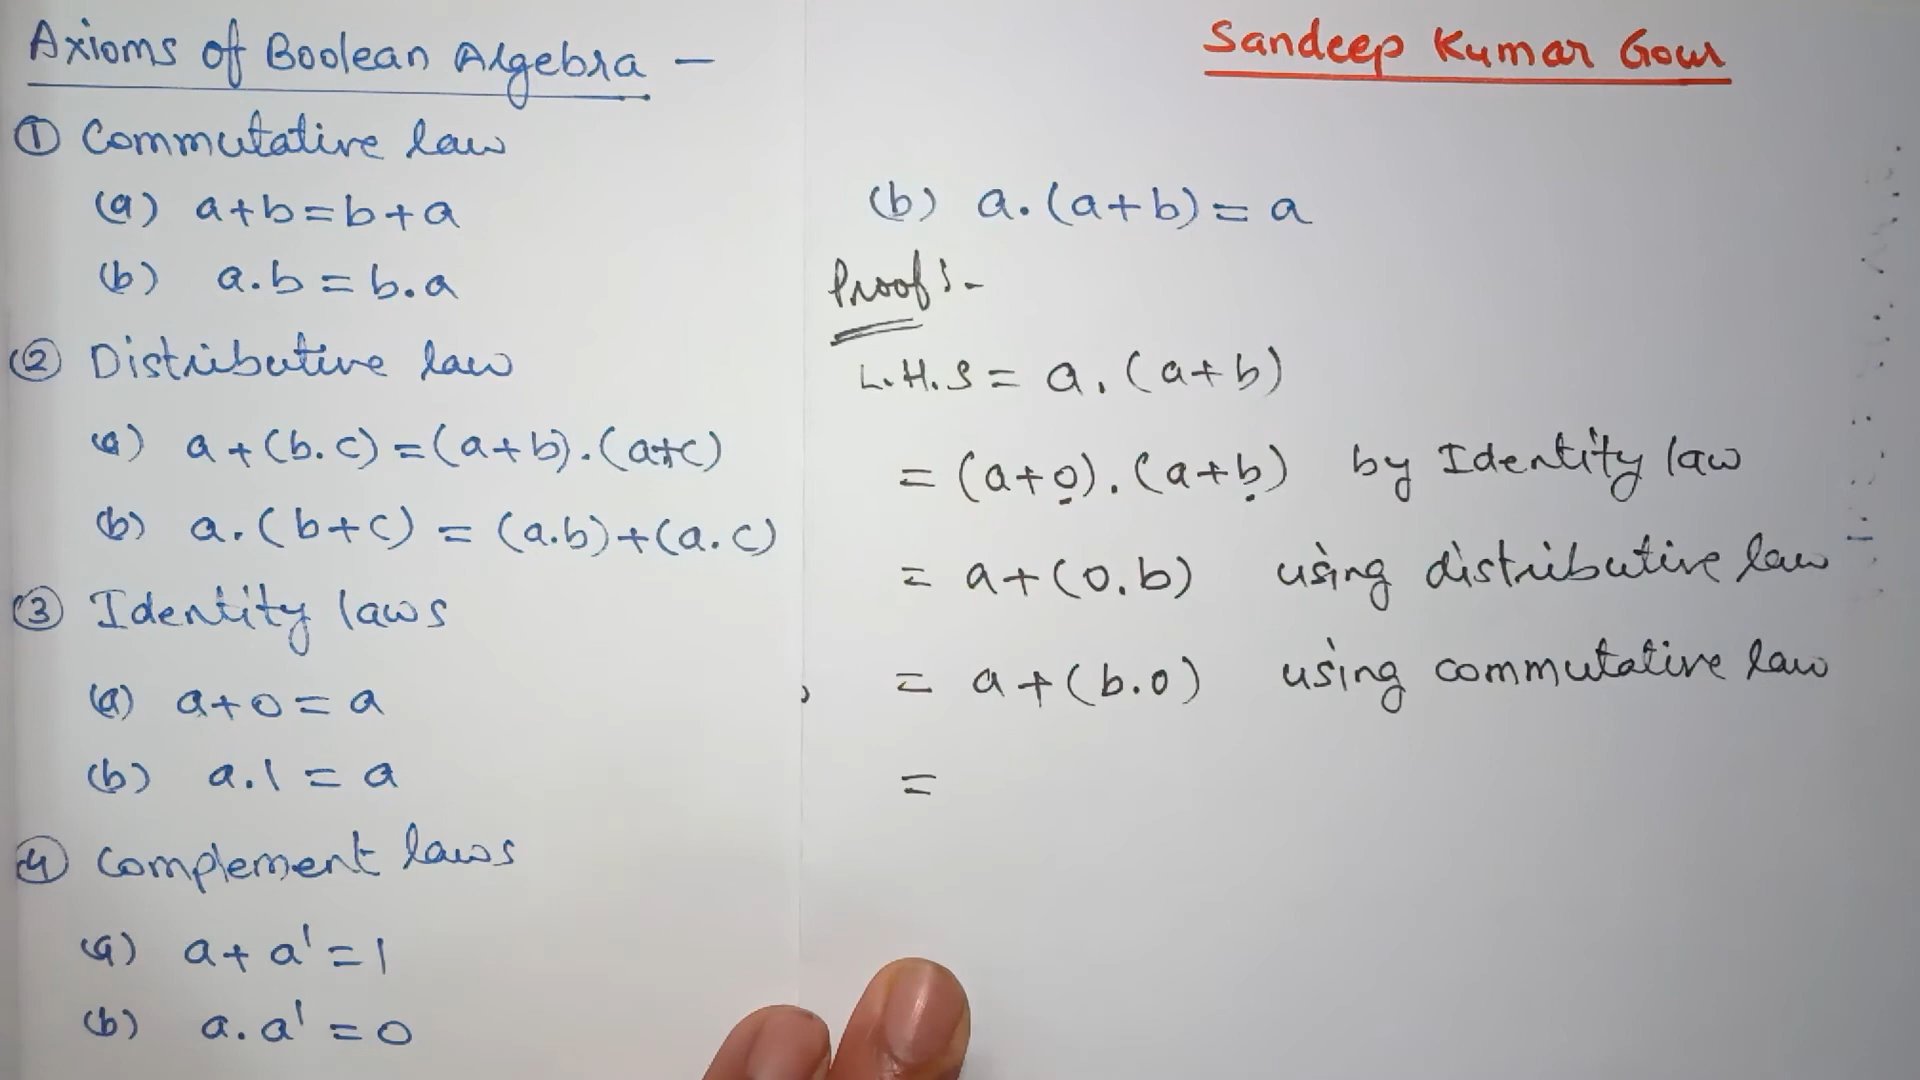 Axioms of Boolean Algebra -
① Commutative law
(a) a+b=b+a
(b) a.b=b.a
② Distributive law
(a) a+(b.c)=(a+b).(a+c)
(b) a.(b+c)=(a.b)+(a.c)
③ Identity laws
(a) a+0=a
(b) a.1=a
④ Complement laws
(a) a+a'=1
(b) a.a'=0
Sandeep Kumar Gour
(b) a.(a+b)=a
Proof:-
L.H.S = a.(a+b)
= (a+0).(a+b) by Identity law
= a+(0.b) using distributive law
= a+(b.0) using commutative law
=